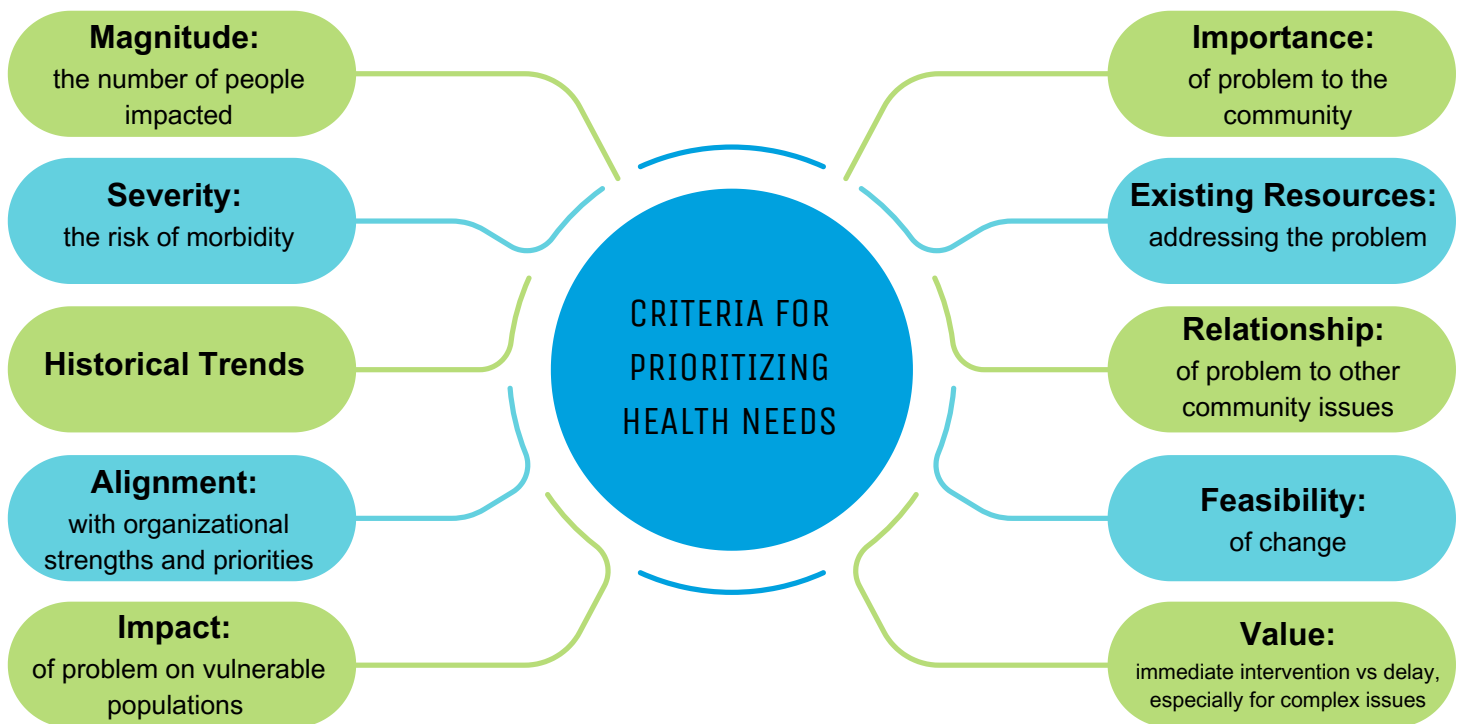 Magnitude:
the number of people
impacted
Severity:
the risk of morbidity
Historical Trends
Alignment:
with organizational
strengths and priorities
Impact:
of problem on vulnerable
populations
CRITERIA FOR
PRIORITIZING
HEALTH NEEDS
Importance:
of problem to the
community
Existing Resources:
addressing the problem
Relationship:
of problem to other
community issues
Feasibility:
of change
Value:
immediate intervention vs delay,
especially for complex issues